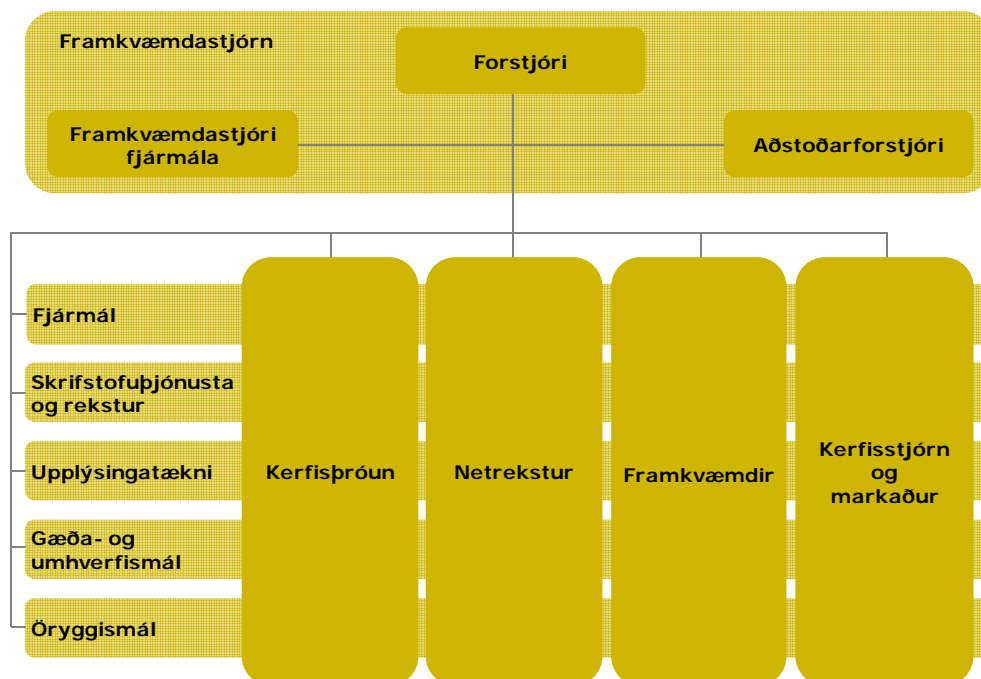 Framkvæmdastjórn
Forstjóri
Framkvæmdastjóri
fjármála
Aðstoðarforstjóri
Fjármál
Skrifstofuþjónusta
og rekstur
Upplýsingatækni
Gæða- og
umhverfismál
Öryggismál
Kerfisþróun
Netrekstur
Framkvæmdir
Kerfisstjórn
og
markaður